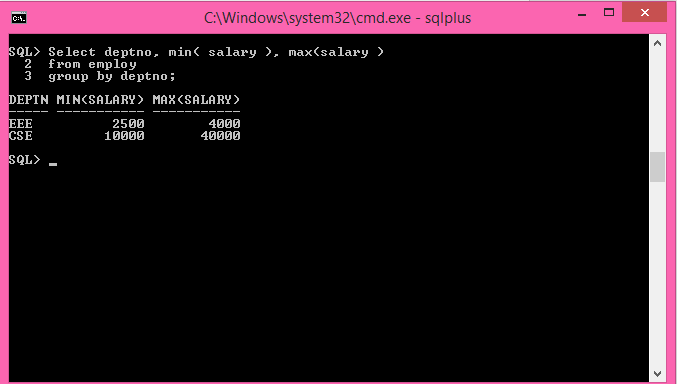 C:\Windows\system32\cmd.exe - sqlplus
SQL> Select deptno, min( salary ), max(salary )
2 from employ
3 group by deptno;
DEPTN MIN(SALARY) MAX(SALARY)
----- ----------- -----------
EEE 2500 4000
CSE 10000 40000
SQL> _